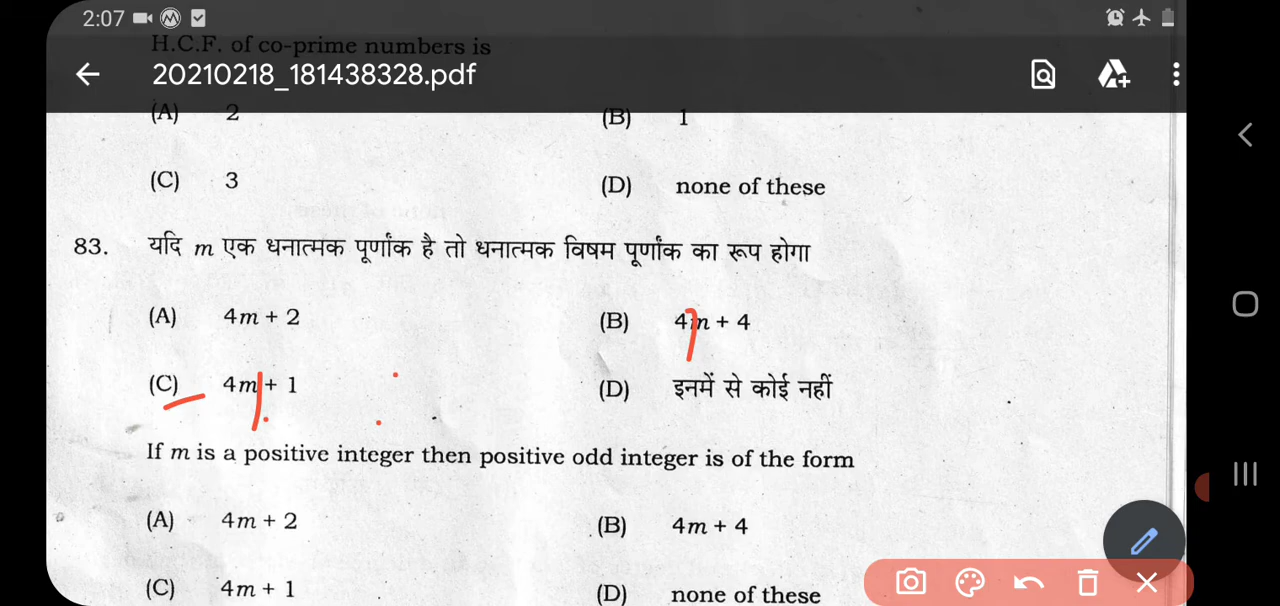 2:07
H.C.F. of co-prime numbers is
20210218_181438328.pdf
(A) 2 (B) 1
(C) 3 (D) none of these
83. यदि m एक धनात्मक पूर्णांक है तो धनात्मक विषम पूर्णांक का रूप होगा
(A) 4m + 2 (B) 4m + 4
(C) 4m + 1 (D) इनमें से कोई नहीं
If m is a positive integer then positive odd integer is of the form
(A) 4m + 2 (B) 4m + 4
(C) 4m + 1 (D) none of these